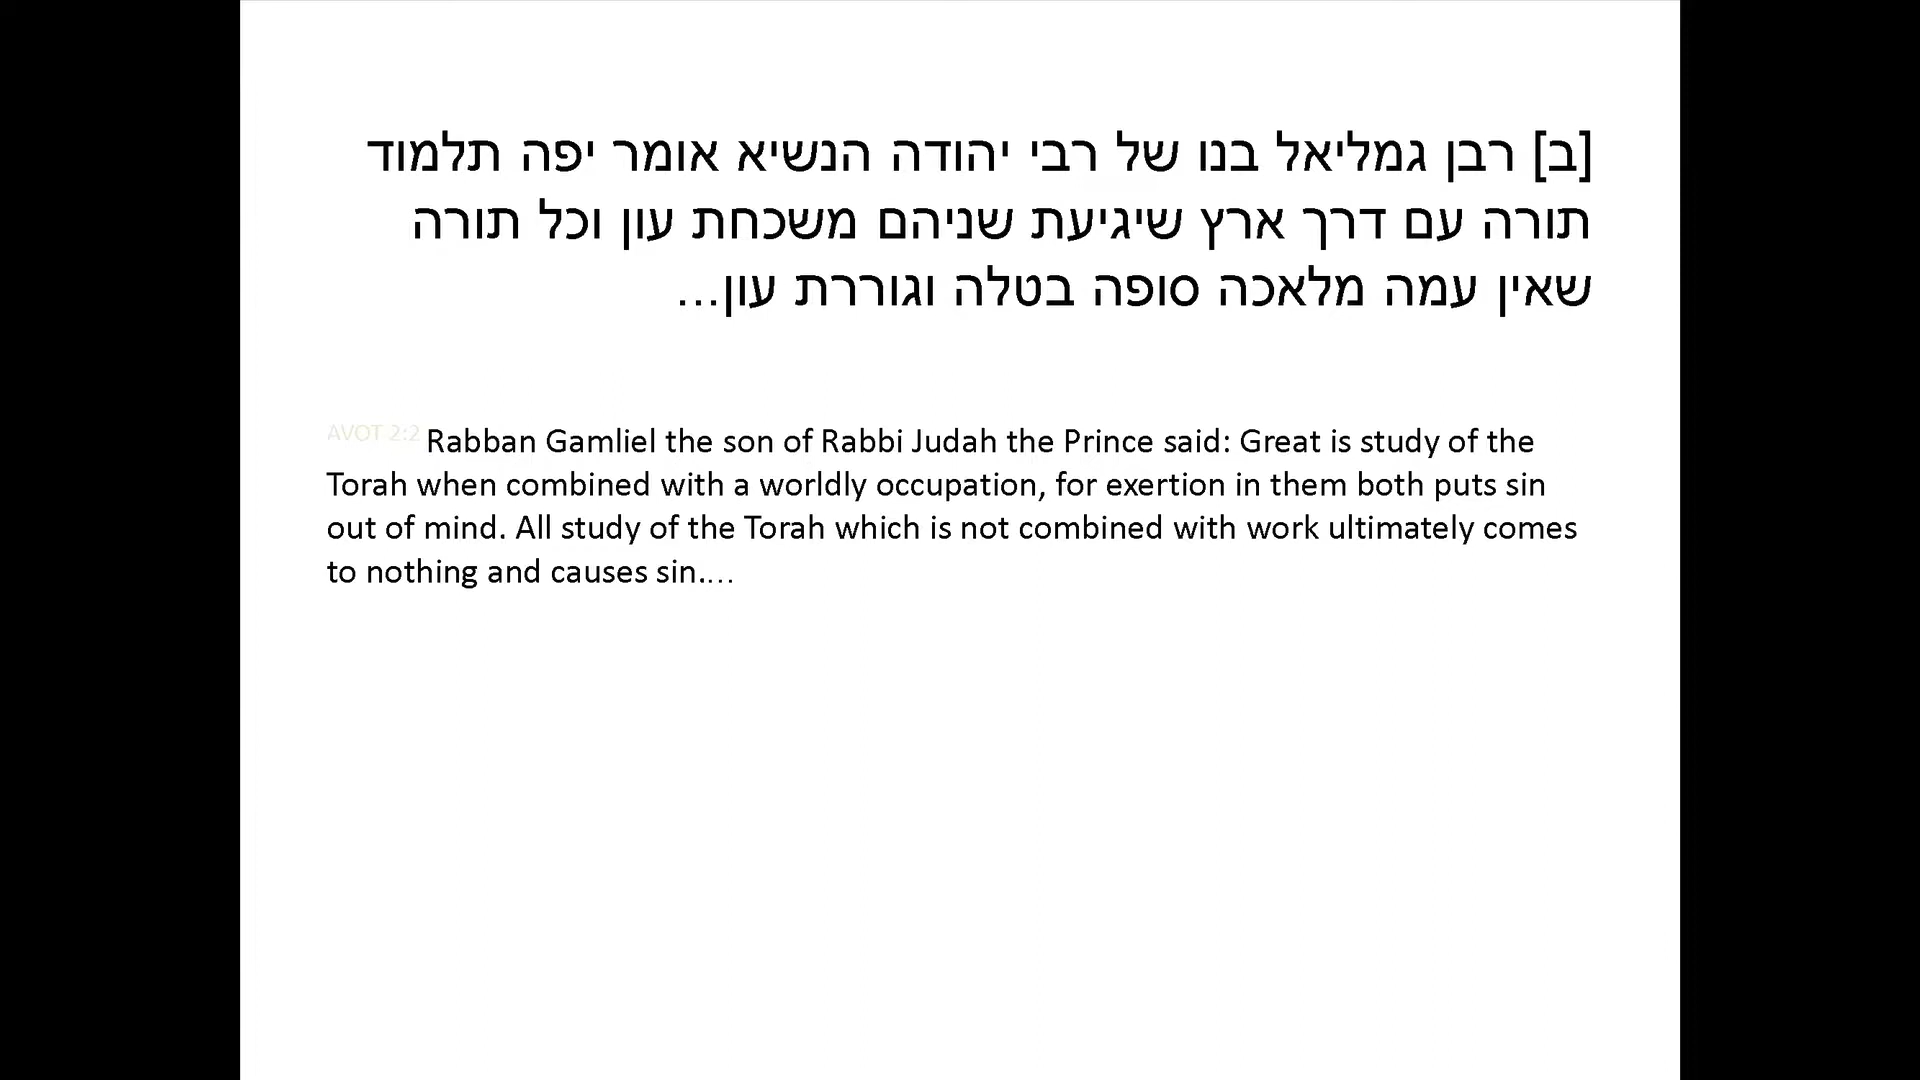 [ב] רבן גמליאל בנו של רבי יהודה הנשיא אומר יפה תלמוד
תורה עם דרך ארץ שיגיעת שניהם משכחת עון וכל תורה
שאין עמה מלאכה סופה בטלה וגוררת עון...
AVOT 2:2 Rabban Gamliel the son of Rabbi Judah the Prince said: Great is study of the
Torah when combined with a worldly occupation, for exertion in them both puts sin
out of mind. All study of the Torah which is not combined with work ultimately comes
to nothing and causes sin.…